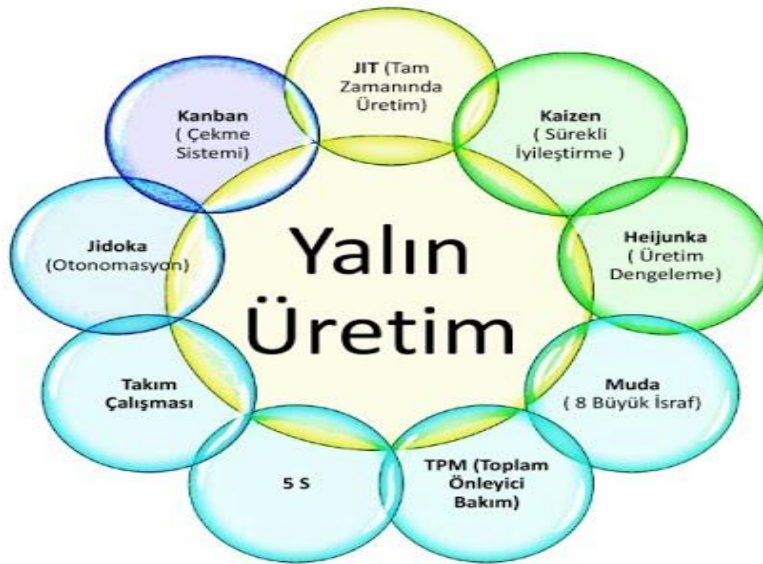 Yalın
Üretim
JIT (Tam
Zamanında
Üretim)
Kaizen
( Sürekli
İyileştirme )
Heijunka
( Üretim
Dengeleme)
Muda
( 8 Büyük İsraf)
TPM (Toplam
Önleyici
Bakım)
5 S
Takım
Çalışması
Jidoka
(Otonomasyon)
Kanban
( Çekme
Sistemi)